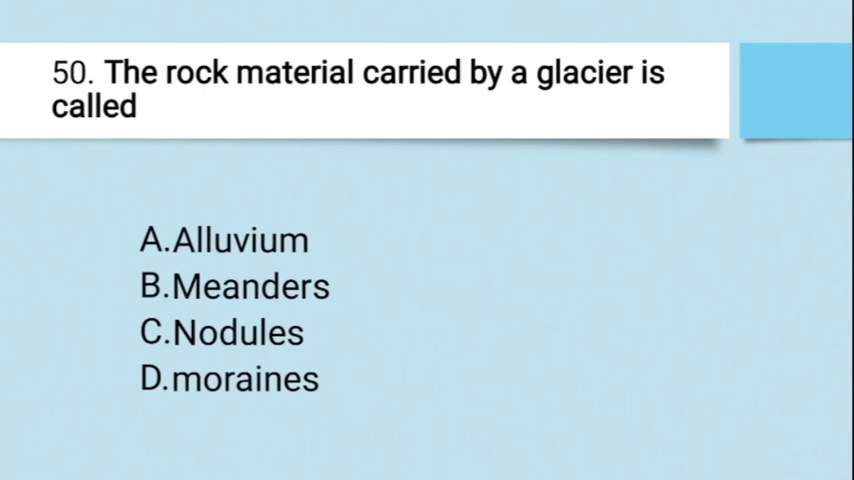 50. The rock material carried by a glacier is
called
A.Alluvium
B.Meanders
C.Nodules
D.moraines